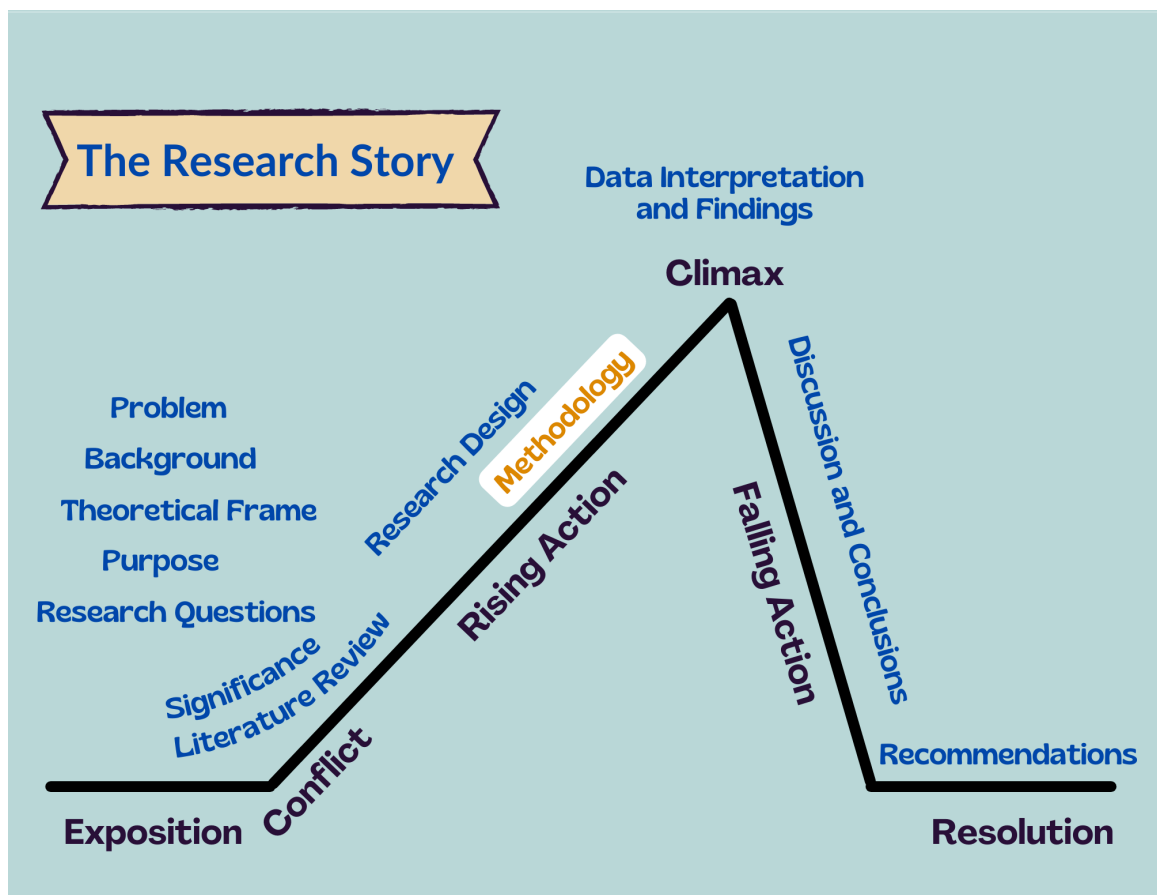 The Research Story
Data Interpretation
and Findings
Climax
Problem
Background
Theoretical Frame
Purpose
Research Questions
Significance
Literature Review
Research Design
Methodology
Rising Action
Conflict
Exposition
Falling Action
Discussion and Conclusions
Recommendations
Resolution